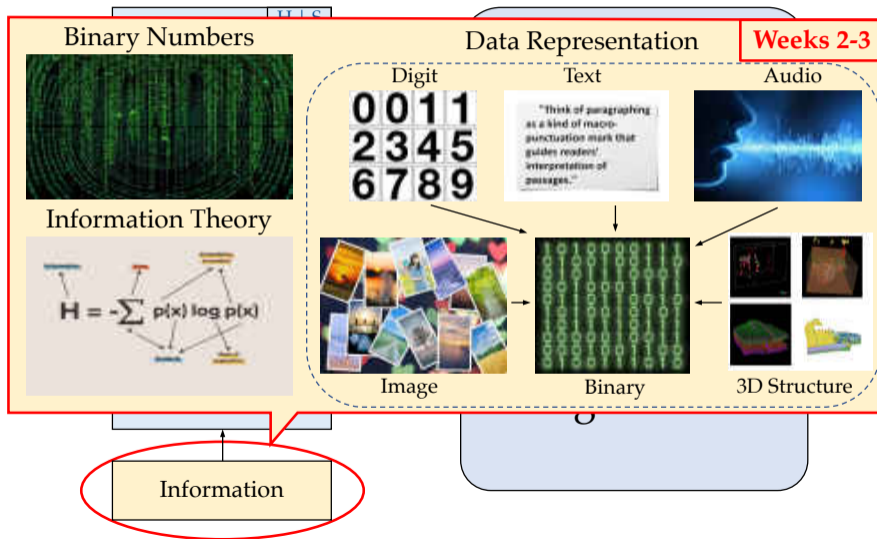 H | S
Binary Numbers
Data Representation
Weeks 2-3
Digit
Text
Audio
0011
2345
6789
"Think of paragraphing
as a kind of macro-
punctuation mark that
guides readers'
interpretation of
passages."
Information Theory
H = -∑ p(x) log p(x)
Image
Binary
3D Structure
Information